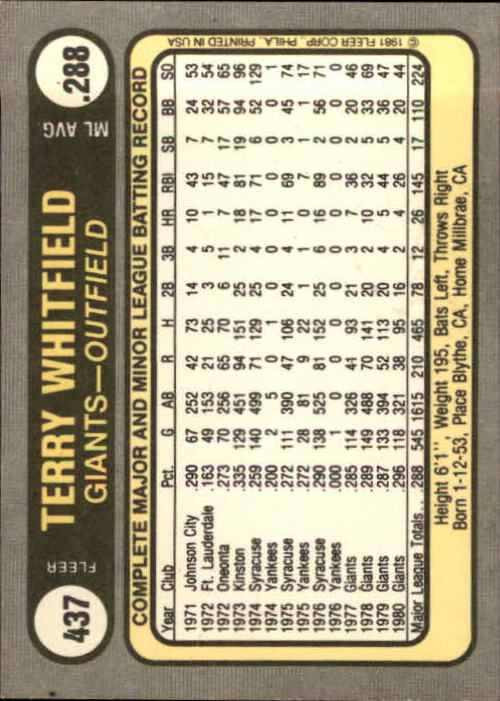 437
FLEER
TERRY WHITFIELD
GIANTS—OUTFIELD
ML AVG
.288
COMPLETE MAJOR AND MINOR LEAGUE BATTING RECORD
Year Club Pct. G AB R H 2B 3B HR RBI SB BB SO
1971 Johnson City .290 67 252 42 73 14 4 10 43 7 24 53
1972 Ft. Lauderdale .163 49 153 21 25 3 5 1 15 7 32 54
1972 Oneonta .273 70 256 65 70 6 11 7 47 17 57 65
1973 Kinston .335 129 451 94 151 25 2 18 81 19 94 96
1974 Syracuse .259 140 499 71 129 25 4 17 71 6 52 129
1974 Yankees .200 2 5 0 1 0 0 0 0 0 0 1
1975 Syracuse .272 111 390 47 106 24 4 11 69 3 45 74
1975 Yankees .272 28 81 9 22 1 1 0 7 1 1 17
1976 Syracuse .290 138 525 81 152 25 6 16 89 2 56 71
1976 Yankees .000 1 0 0 0 0 0 0 0 0 0 0
1977 Giants .285 114 326 41 93 21 3 7 36 2 20 46
1978 Giants .289 149 488 70 141 20 2 10 32 5 33 69
1979 Giants .287 133 394 52 113 20 4 5 44 5 36 47
1980 Giants .296 118 321 38 95 16 2 4 26 4 20 44
Major League Totals... .288 545 1615 210 465 78 12 26 145 17 110 224
Height 6'1", Weight 195, Bats Left, Throws Right
Born 1-12-53, Place Blythe, CA, Home Millbrae, CA
© 1981 FLEER CORP., PHILA., PRINTED IN USA